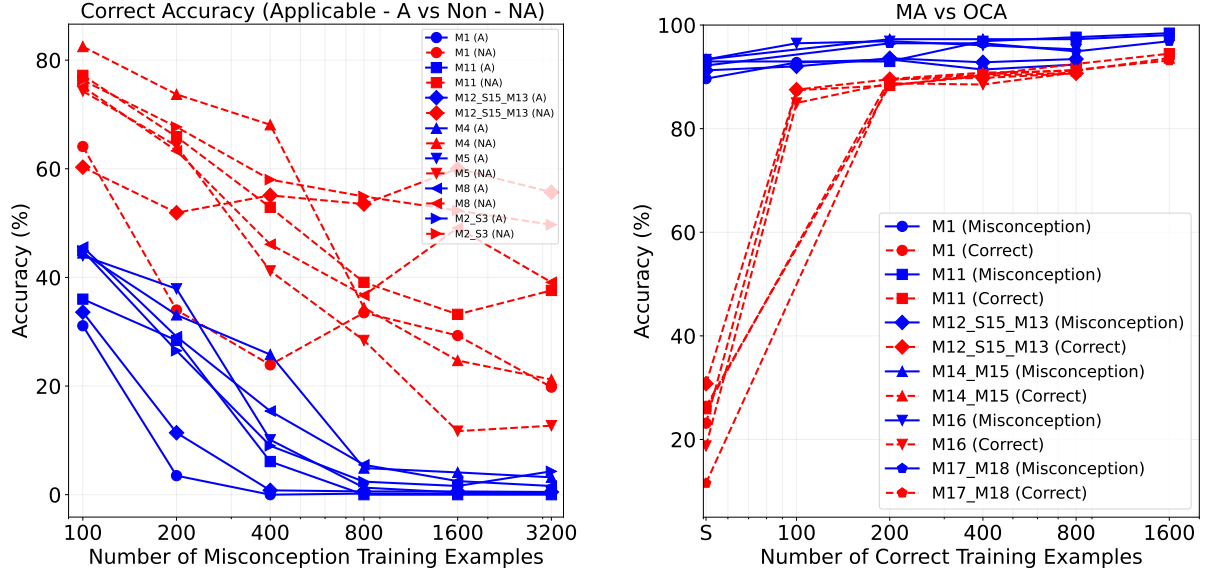 Correct Accuracy (Applicable - A vs Non - NA)
Accuracy (%)
80
60
40
20
0
100 200 400 800 1600 3200
Number of Misconception Training Examples
M1 (A)
M1 (NA)
M11 (A)
M11 (NA)
M12_S15_M13 (A)
M12_S15_M13 (NA)
M4 (A)
M4 (NA)
M5 (A)
M5 (NA)
M8 (A)
M8 (NA)
M2_S3 (A)
M2_S3 (NA)
MA vs OCA
Accuracy (%)
100
80
60
40
20
S 100 200 400 800 1600
Number of Correct Training Examples
M1 (Misconception)
M1 (Correct)
M11 (Misconception)
M11 (Correct)
M12_S15_M13 (Misconception)
M12_S15_M13 (Correct)
M14_M15 (Misconception)
M14_M15 (Correct)
M16 (Misconception)
M16 (Correct)
M17_M18 (Misconception)
M17_M18 (Correct)